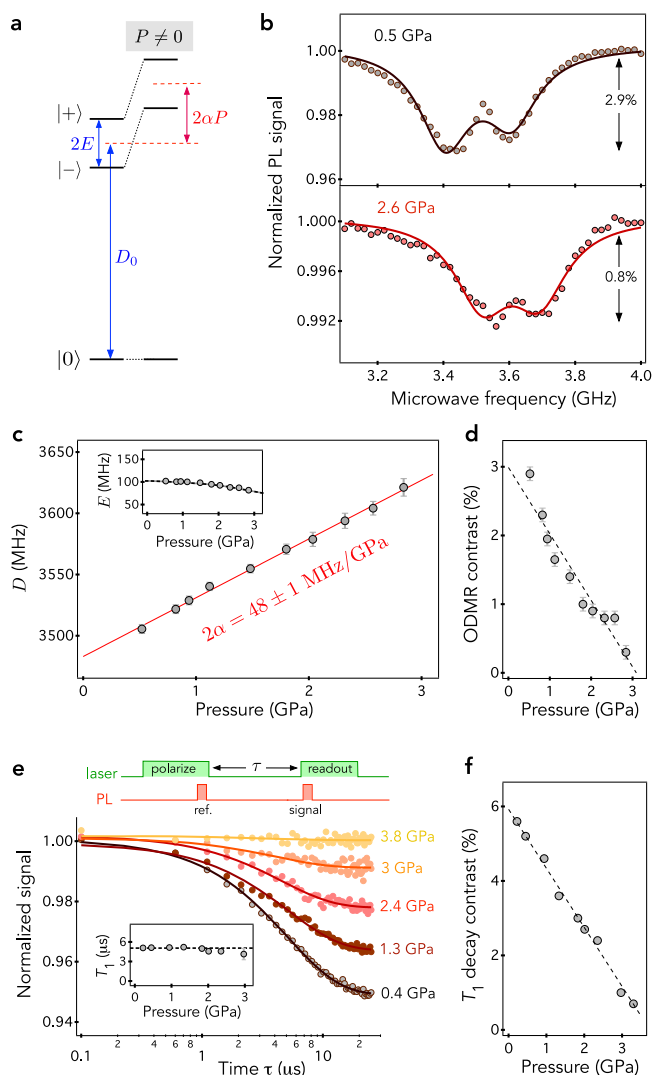 a
P ≠ 0
|+⟩
2E
2αP
|−⟩
D₀
|0⟩
b
Normalized PL signal
1.00
0.98
0.96
0.5 GPa
2.9%
1.000
0.996
0.992
2.6 GPa
0.8%
3.2 3.4 3.6 3.8 4.0
Microwave frequency (GHz)
c
D (MHz)
3650
3600
3550
3500
E (MHz)
150
100
50
0 1 2 3
Pressure (GPa)
2α = 48 ± 1 MHz/GPa
0 1 2 3
Pressure (GPa)
d
ODMR contrast (%)
3
2
1
0
0 1 2 3
Pressure (GPa)
e
laser
polarize
τ
readout
PL
ref.
signal
Normalized signal
1.00
0.98
0.96
0.94
3.8 GPa
3 GPa
2.4 GPa
1.3 GPa
0.4 GPa
T₁ (μs)
6
3
0
0 1 2 3
Pressure (GPa)
0.1 2 4 6 8 1 2 4 6 8 10 2
Time τ (μs)
f
T₁ decay contrast (%)
6
4
2
0
0 1 2 3
Pressure (GPa)